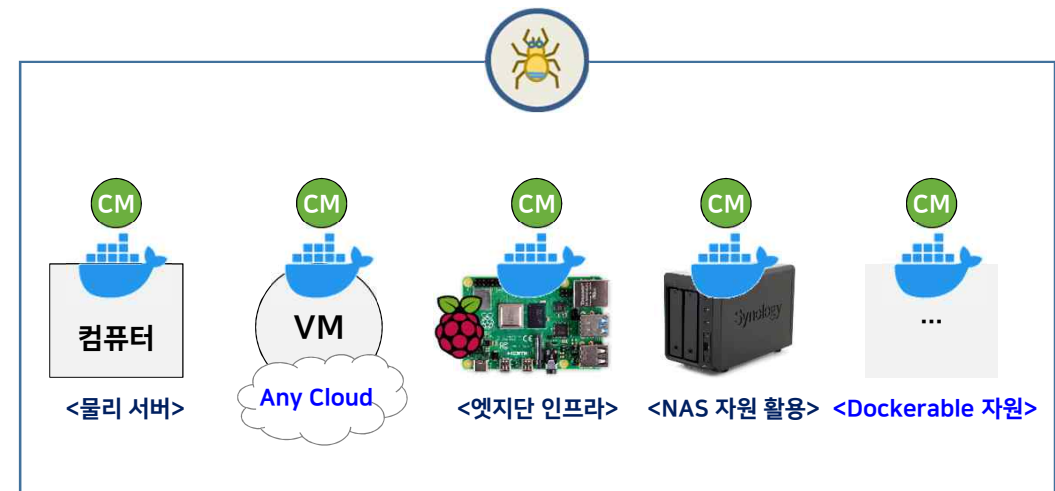 CM
CM
CM
CM
CM
컴퓨터
VM
Any Cloud
Synology
...
<물리 서버>
<엣지단 인프라>
<NAS 자원 활용>
<Dockerable 자원>